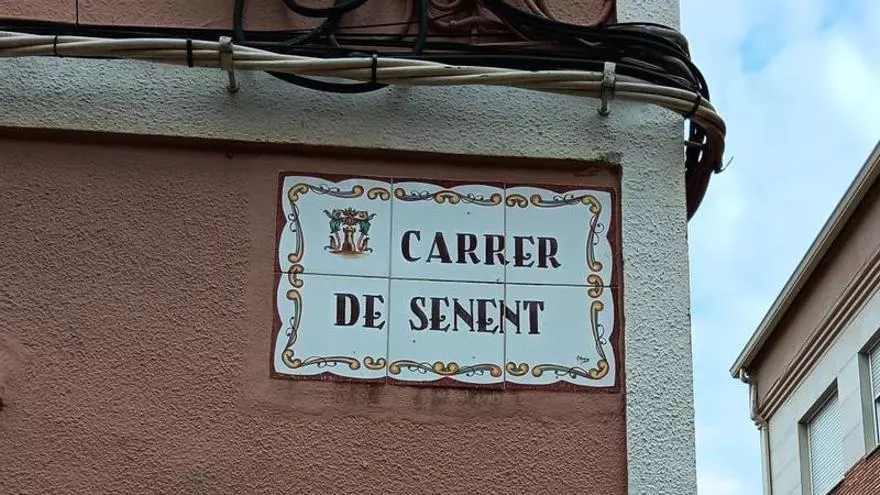 CARRER
DE SENENT